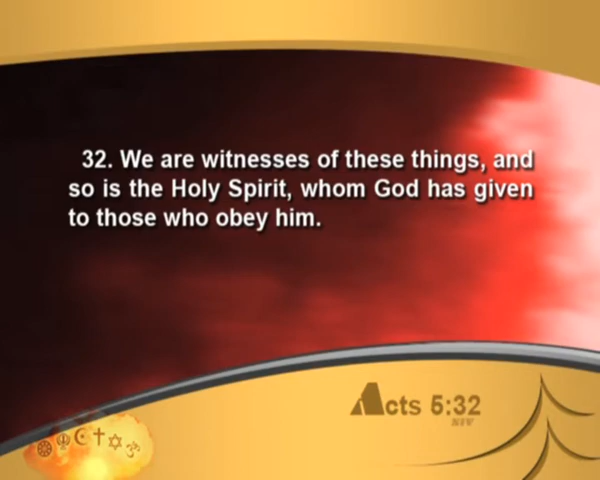 32. We are witnesses of these things, and
so is the Holy Spirit, whom God has given
to those who obey him.
Acts 5:32
NIV